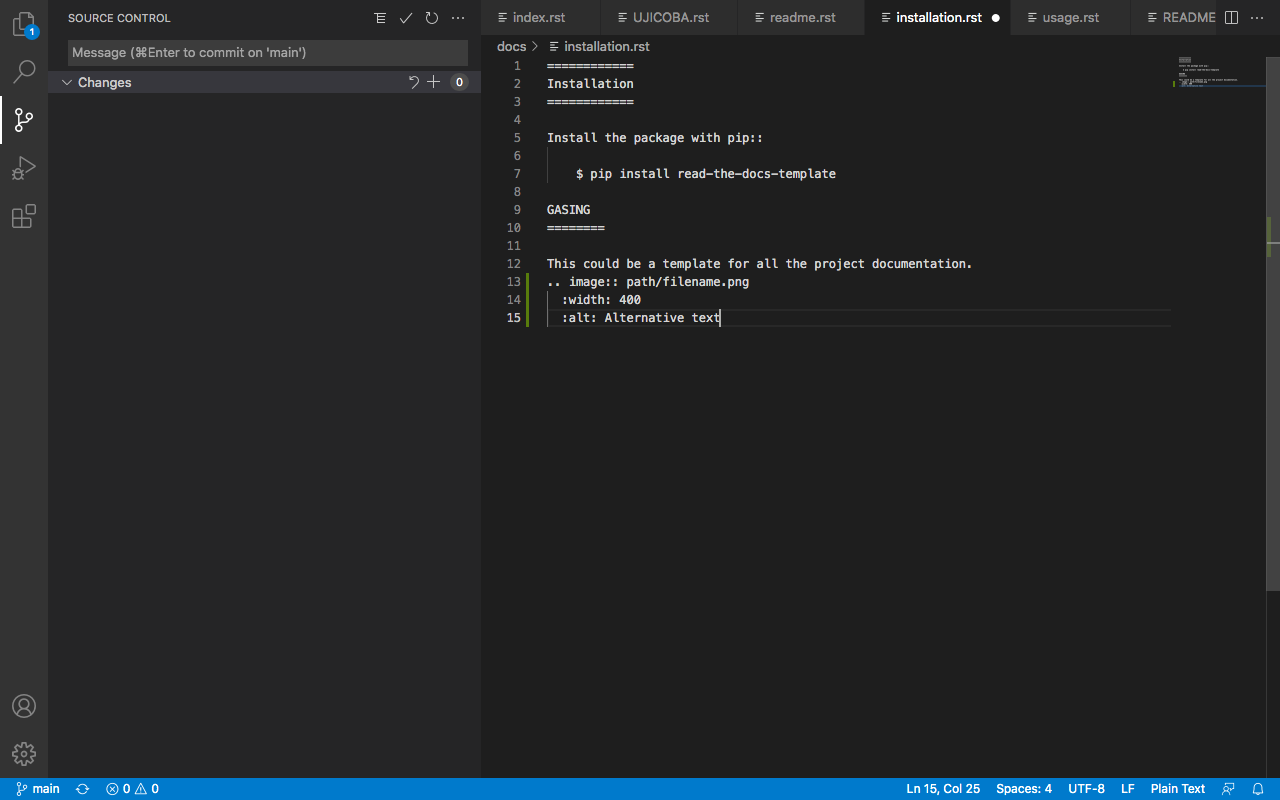 1
SOURCE CONTROL
Message (⌘Enter to commit on 'main')
Changes
0
index.rst
UJICOBA.rst
readme.rst
installation.rst
usage.rst
README
docs > installation.rst
1 ============
2 Installation
3 ============
4
5 Install the package with pip::
6
7 $ pip install read-the-docs-template
8
9 GASING
10 ========
11
12 This could be a template for all the project documentation.
13 .. image:: path/filename.png
14 :width: 400
15 :alt: Alternative text
main
0
0
Ln 15, Col 25
Spaces: 4
UTF-8
LF
Plain Text